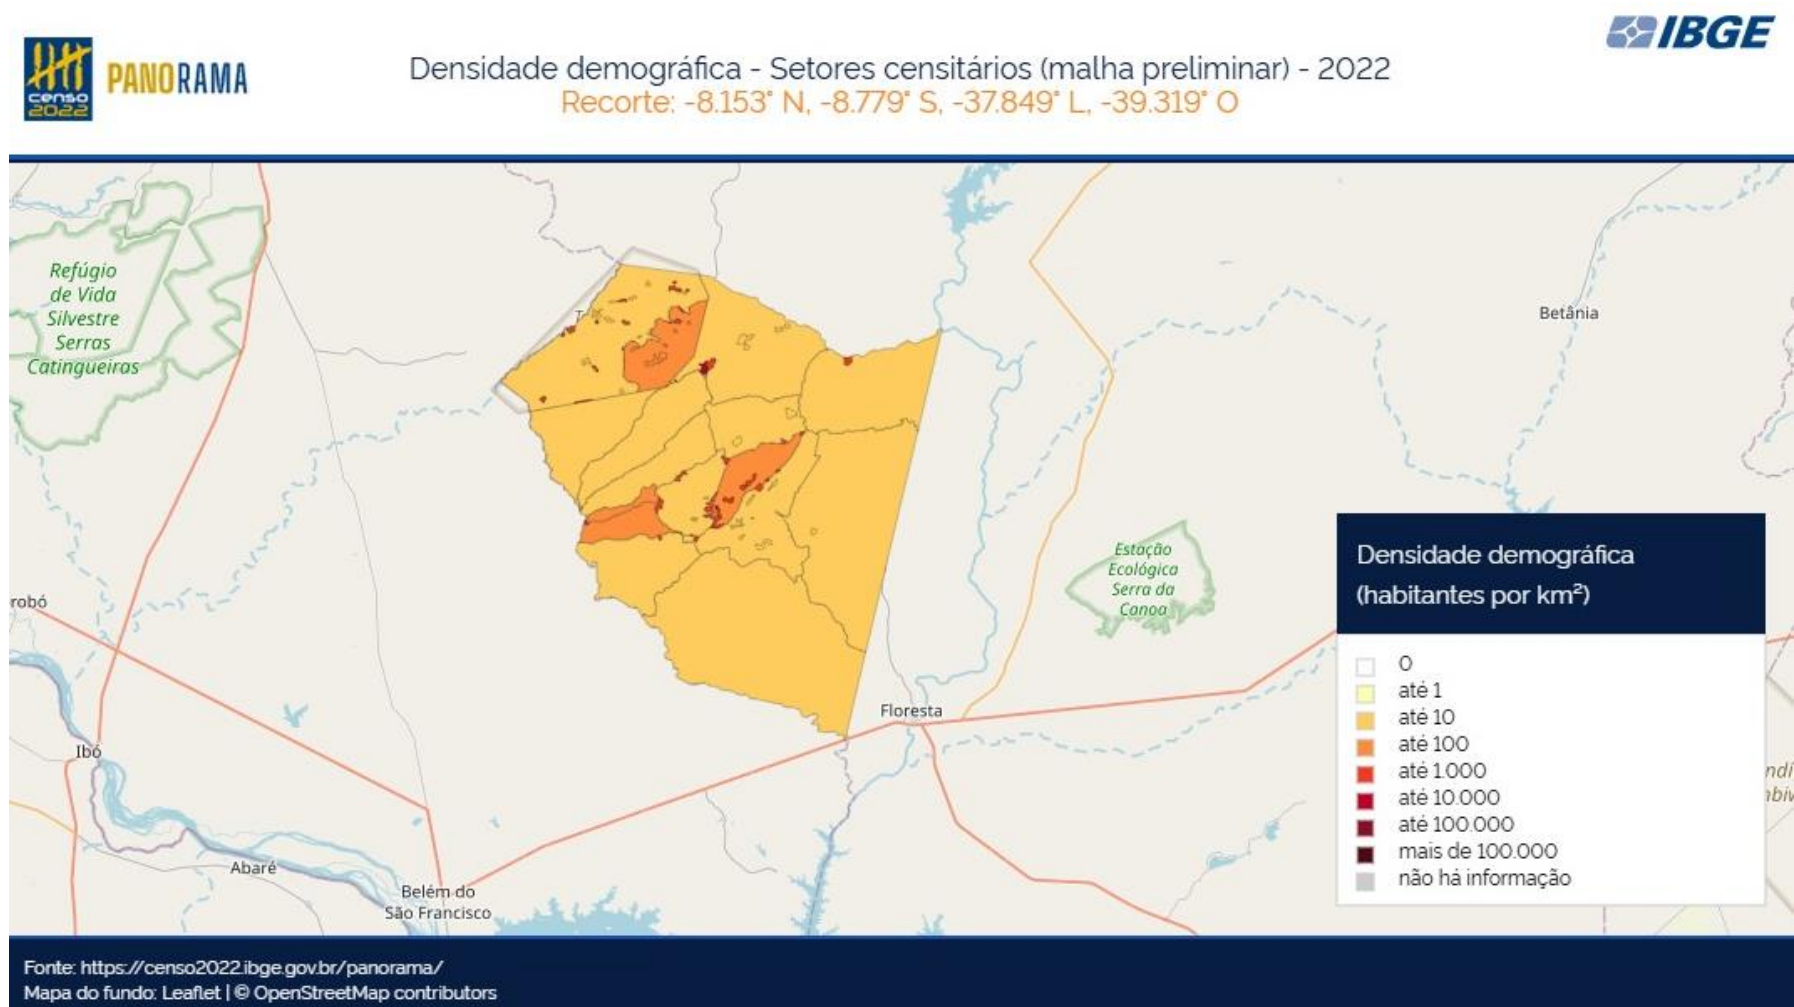 IBGE
censo
2022
PANORAMA
Densidade demográfica - Setores censitários (malha preliminar) - 2022
Recorte: -8.153° N, -8.779° S, -37.849° L, -39.319° O
Refúgio
de Vida
Silvestre
Serras
Catingueiras
Betânia
Estação
Ecológica
Serra da
Canoa
robó
Floresta
Ibó
Abaré
Belém do
São Francisco
Densidade demográfica
(habitantes por km²)
0
até 1
até 10
até 100
até 1.000
até 10.000
até 100.000
mais de 100.000
não há informação
Fonte: https://censo2022.ibge.gov.br/panorama/
Mapa do fundo: Leaflet | © OpenStreetMap contributors